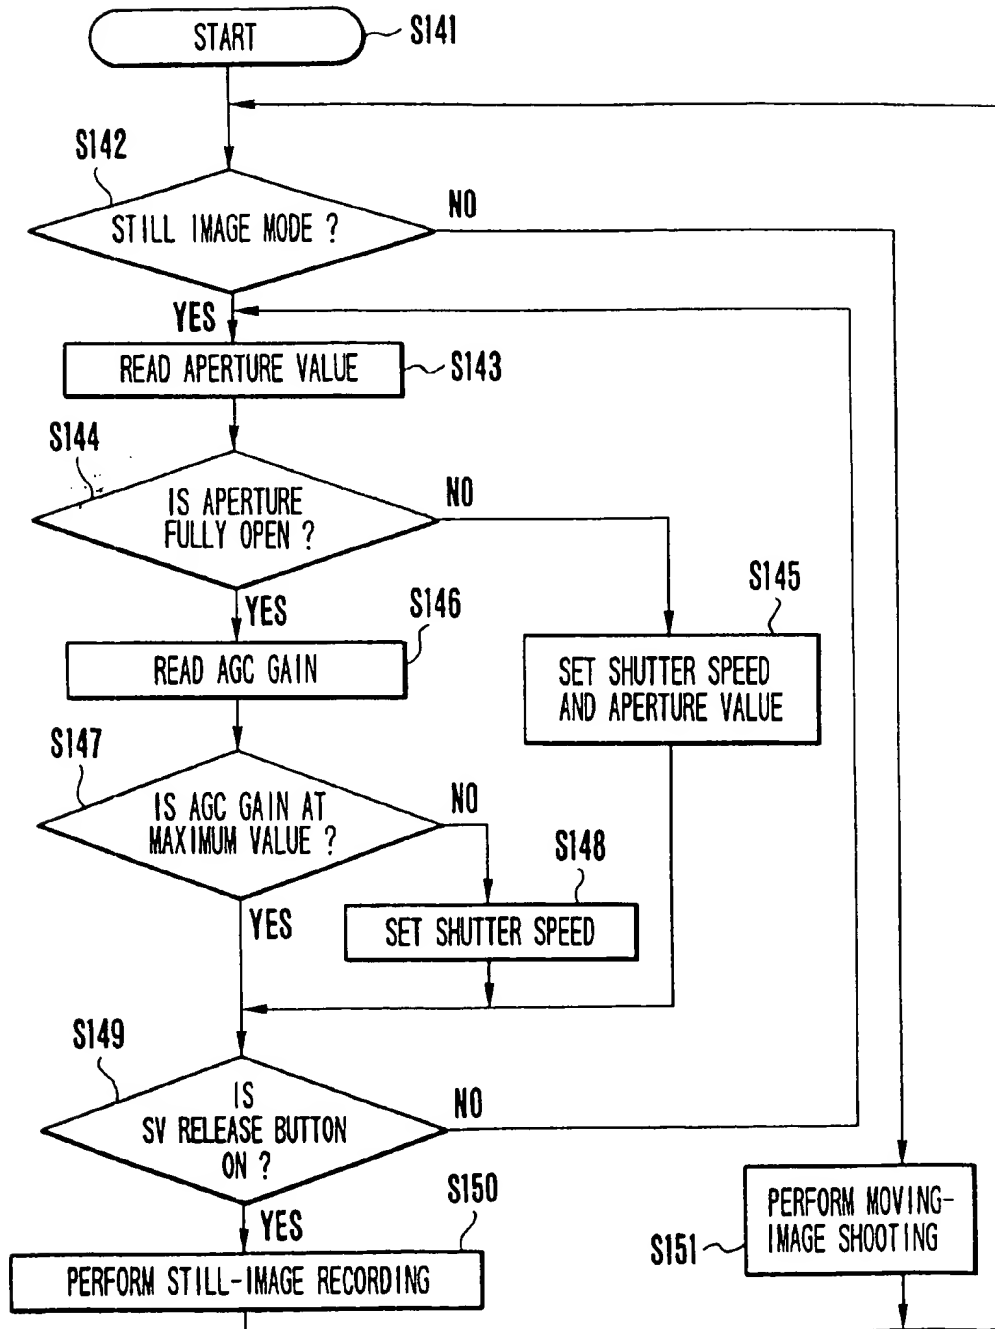 START
S141
S142
STILL IMAGE MODE ?
NO
YES
READ APERTURE VALUE
S143
S144
IS APERTURE
FULLY OPEN ?
NO
YES
S146
S145
READ AGC GAIN
SET SHUTTER SPEED
AND APERTURE VALUE
S147
IS AGC GAIN AT
MAXIMUM VALUE ?
NO
S148
YES
SET SHUTTER SPEED
S149
IS
SV RELEASE BUTTON
ON ?
NO
YES
S150
PERFORM MOVING-
IMAGE SHOOTING
S151
PERFORM STILL-IMAGE RECORDING